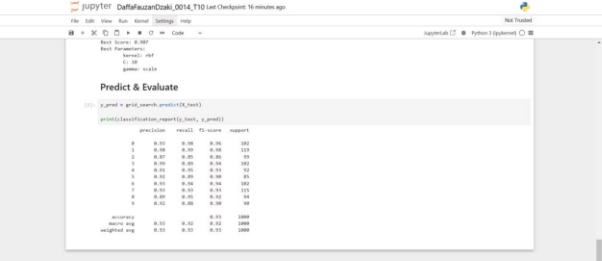 jupyter DaffaFauzanDzaki_0014_T10 Last Checkpoint: 16 minutes ago
File Edit View Run Kernel Settings Help Not Trusted
Code JupyterLab Python 3 (ipykernel)
Best Score: 0.907
Best Parameters:
kernel: rbf
C: 10
gamma: scale
Predict & Evaluate
y_pred = grid_search.predict(X_test)
print(classification_report(y_test, y_pred))
precision recall f1-score support
0 0.93 0.98 0.96 102
1 0.98 0.99 0.98 119
2 0.87 0.85 0.86 99
3 0.99 0.89 0.94 102
4 0.91 0.95 0.93 92
5 0.92 0.89 0.90 85
6 0.93 0.94 0.94 102
7 0.93 0.93 0.93 115
8 0.89 0.95 0.92 94
9 0.92 0.88 0.90 90
accuracy 0.93 1000
macro avg 0.93 0.92 0.92 1000
weighted avg 0.93 0.93 0.93 1000